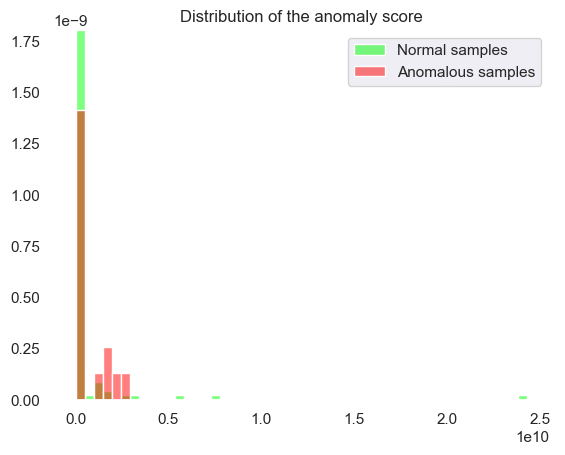 Distribution of the anomaly score
1e−9
Normal samples
Anomalous samples
1.75
1.50
1.25
1.00
0.75
0.50
0.25
0.00
0.0 0.5 1.0 1.5 2.0 2.5
1e10